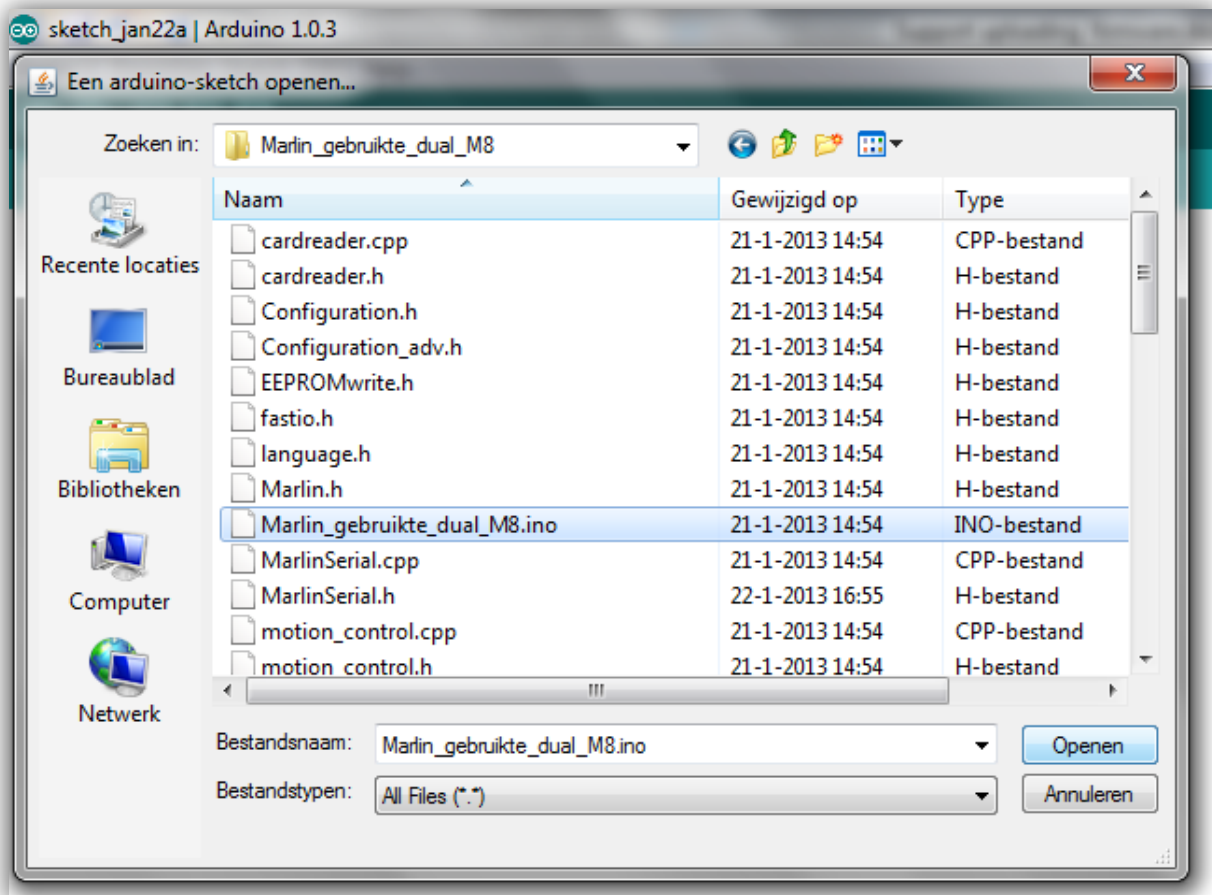 sketch_jan22a | Arduino 1.0.3
Een arduino-sketch openen...
Zoeken in: Marlin_gebruikte_dual_M8
Recente locaties
Bureaublad
Bibliotheken
Computer
Netwerk
Naam Gewijzigd op Type
cardreader.cpp 21-1-2013 14:54 CPP-bestand
cardreader.h 21-1-2013 14:54 H-bestand
Configuration.h 21-1-2013 14:54 H-bestand
Configuration_adv.h 21-1-2013 14:54 H-bestand
EEPROMwrite.h 21-1-2013 14:54 H-bestand
fastio.h 21-1-2013 14:54 H-bestand
language.h 21-1-2013 14:54 H-bestand
Marlin.h 21-1-2013 14:54 H-bestand
Marlin_gebruikte_dual_M8.ino 21-1-2013 14:54 INO-bestand
MarlinSerial.cpp 21-1-2013 14:54 CPP-bestand
MarlinSerial.h 22-1-2013 16:55 H-bestand
motion_control.cpp 21-1-2013 14:54 CPP-bestand
motion_control.h 21-1-2013 14:54 H-bestand
Bestandsnaam: Marlin_gebruikte_dual_M8.ino Openen
Bestandstypen: All Files (*.*) Annuleren